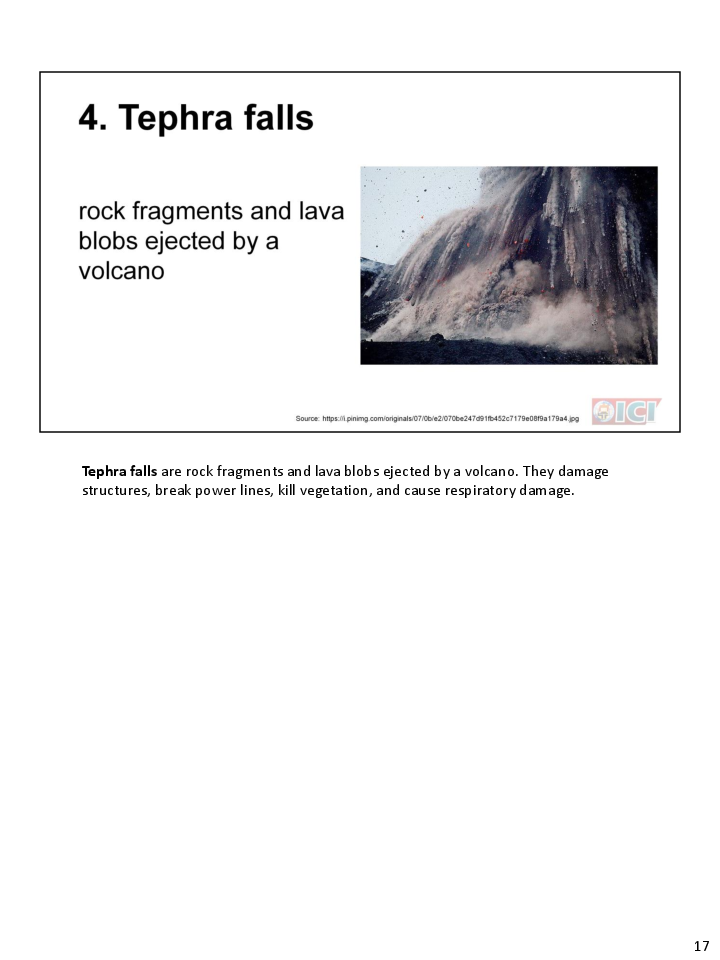 4. Tephra falls
rock fragments and lava
blobs ejected by a
volcano
Source: https://i.pinimg.com/originals/07/0b/e2/070be247d91fb452c7179e08f9a179a4.jpg
ICI
Tephra falls are rock fragments and lava blobs ejected by a volcano. They damage
structures, break power lines, kill vegetation, and cause respiratory damage.
17